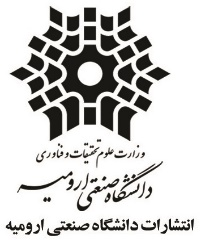 وزارت علوم تحقیقات و فناوری
دانشگاه صنعتی ارومیه
انتشارات دانشگاه صنعتی ارومیه